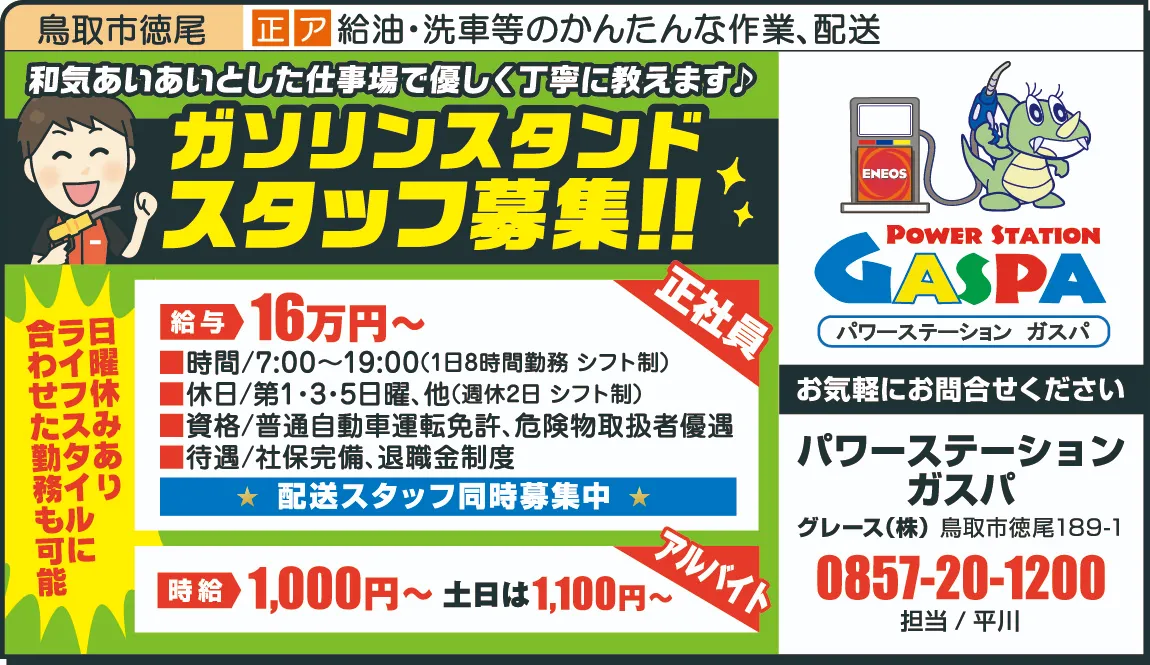 鳥取市徳尾
正 ア 給油・洗車等のかんたんな作業、配送
和気あいあいとした仕事場で優しく丁寧に教えます♪
ガソリンスタンド
スタッフ募集!!
日曜休みあり
ライフスタイルに
合わせた勤務も可能
正社員
給与 16万円〜
■時間/7:00〜19:00(1日8時間勤務 シフト制)
■休日/第1・3・5日曜、他(週休2日 シフト制)
■資格/普通自動車運転免許、危険物取扱者優遇
■待遇/社保完備、退職金制度
★ 配送スタッフ同時募集中 ★
アルバイト
時給 1,000円〜 土日は1,100円〜
ENEOS
POWER STATION
GASPA
パワーステーション ガスパ
お気軽にお問合せください
パワーステーション
ガスパ
グレース(株) 鳥取市徳尾189-1
0857-20-1200
担当 / 平川